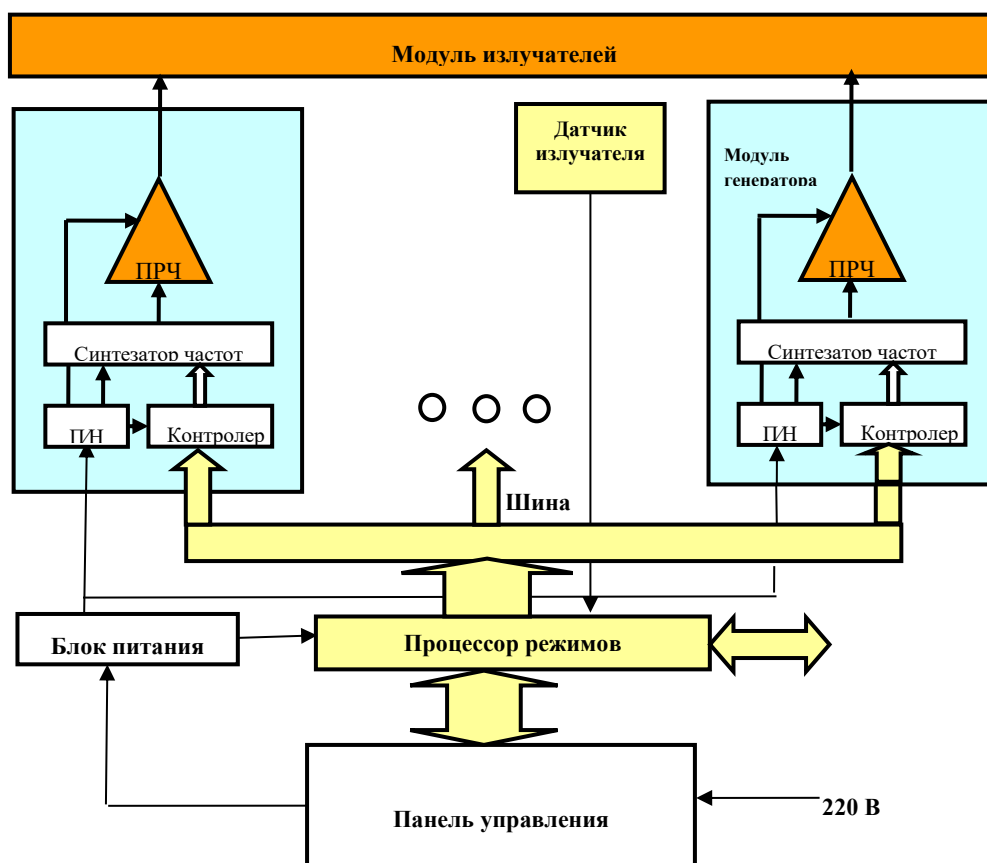 Модуль излучателей
Датчик
излучателя
Модуль
генератора
ПРЧ
ПРЧ
Синтезатор частот
Синтезатор частот
ПИН
Контролер
ПИН
Контролер
Шина
Блок питания
Процессор режимов
Панель управления
220 В